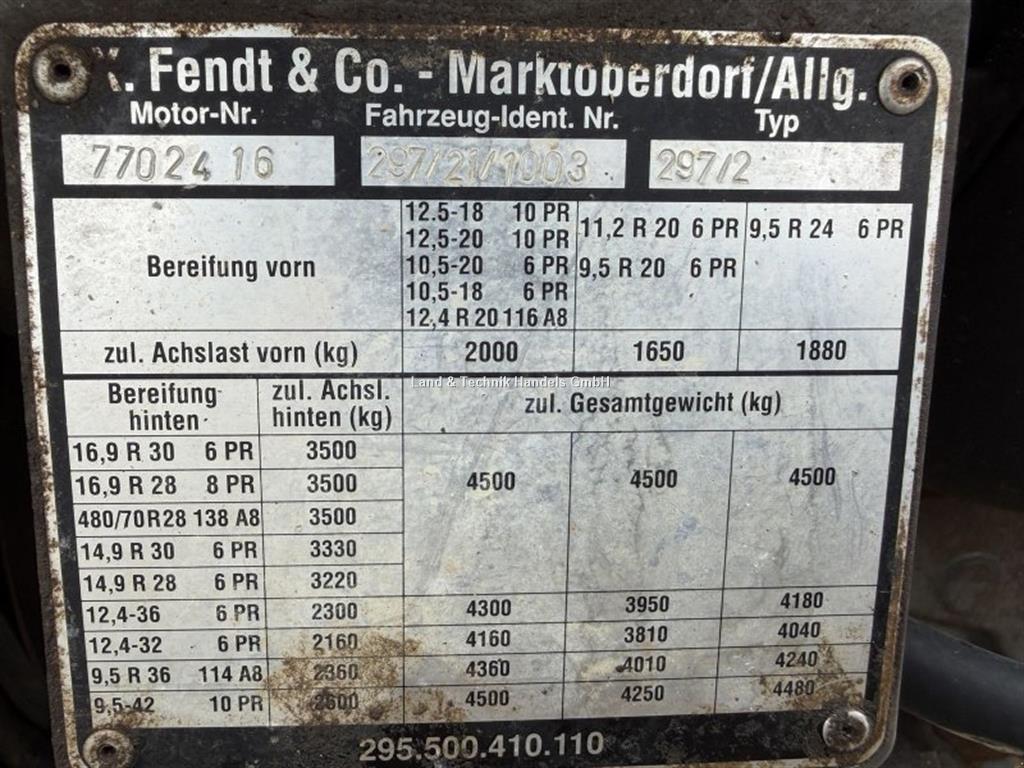 X. Fendt & Co. - Marktoberdorf/Allg.
Motor-Nr. Fahrzeug-Ident. Nr. Typ
770 24 16 297/21/1003 297/2
Bereifung vorn
12.5-18 10 PR
12,5-20 10 PR
10,5-20 6 PR
10,5-18 6 PR
12,4 R 20 116 A8
11,2 R 20 6 PR
9,5 R 20 6 PR
9,5 R 24 6 PR
zul. Achslast vorn (kg) 2000 1650 1880
Land & Technik Handels GmbH
Bereifung
hinten
zul. Achsl.
hinten (kg)
zul. Gesamtgewicht (kg)
16,9 R 30 6 PR 3500
16,9 R 28 8 PR 3500 4500 4500 4500
480/70R28 138 A8 3500
14,9 R 30 6 PR 3330
14,9 R 28 6 PR 3220
12,4-36 6 PR 2300 4300 3950 4180
12,4-32 6 PR 2160 4160 3810 4040
9,5 R 36 114 A8 2360 4360 4010 4240
9,5-42 10 PR 2600 4500 4250 4480
295.500.410.110